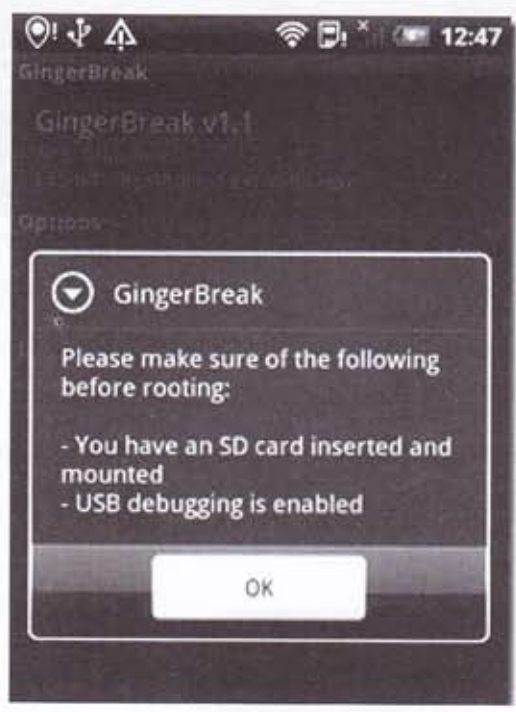 12:47
GingerBreak
GingerBreak v1.1
Options
GingerBreak
Please make sure of the following
before rooting:
- You have an SD card inserted and
mounted
- USB debugging is enabled
OK